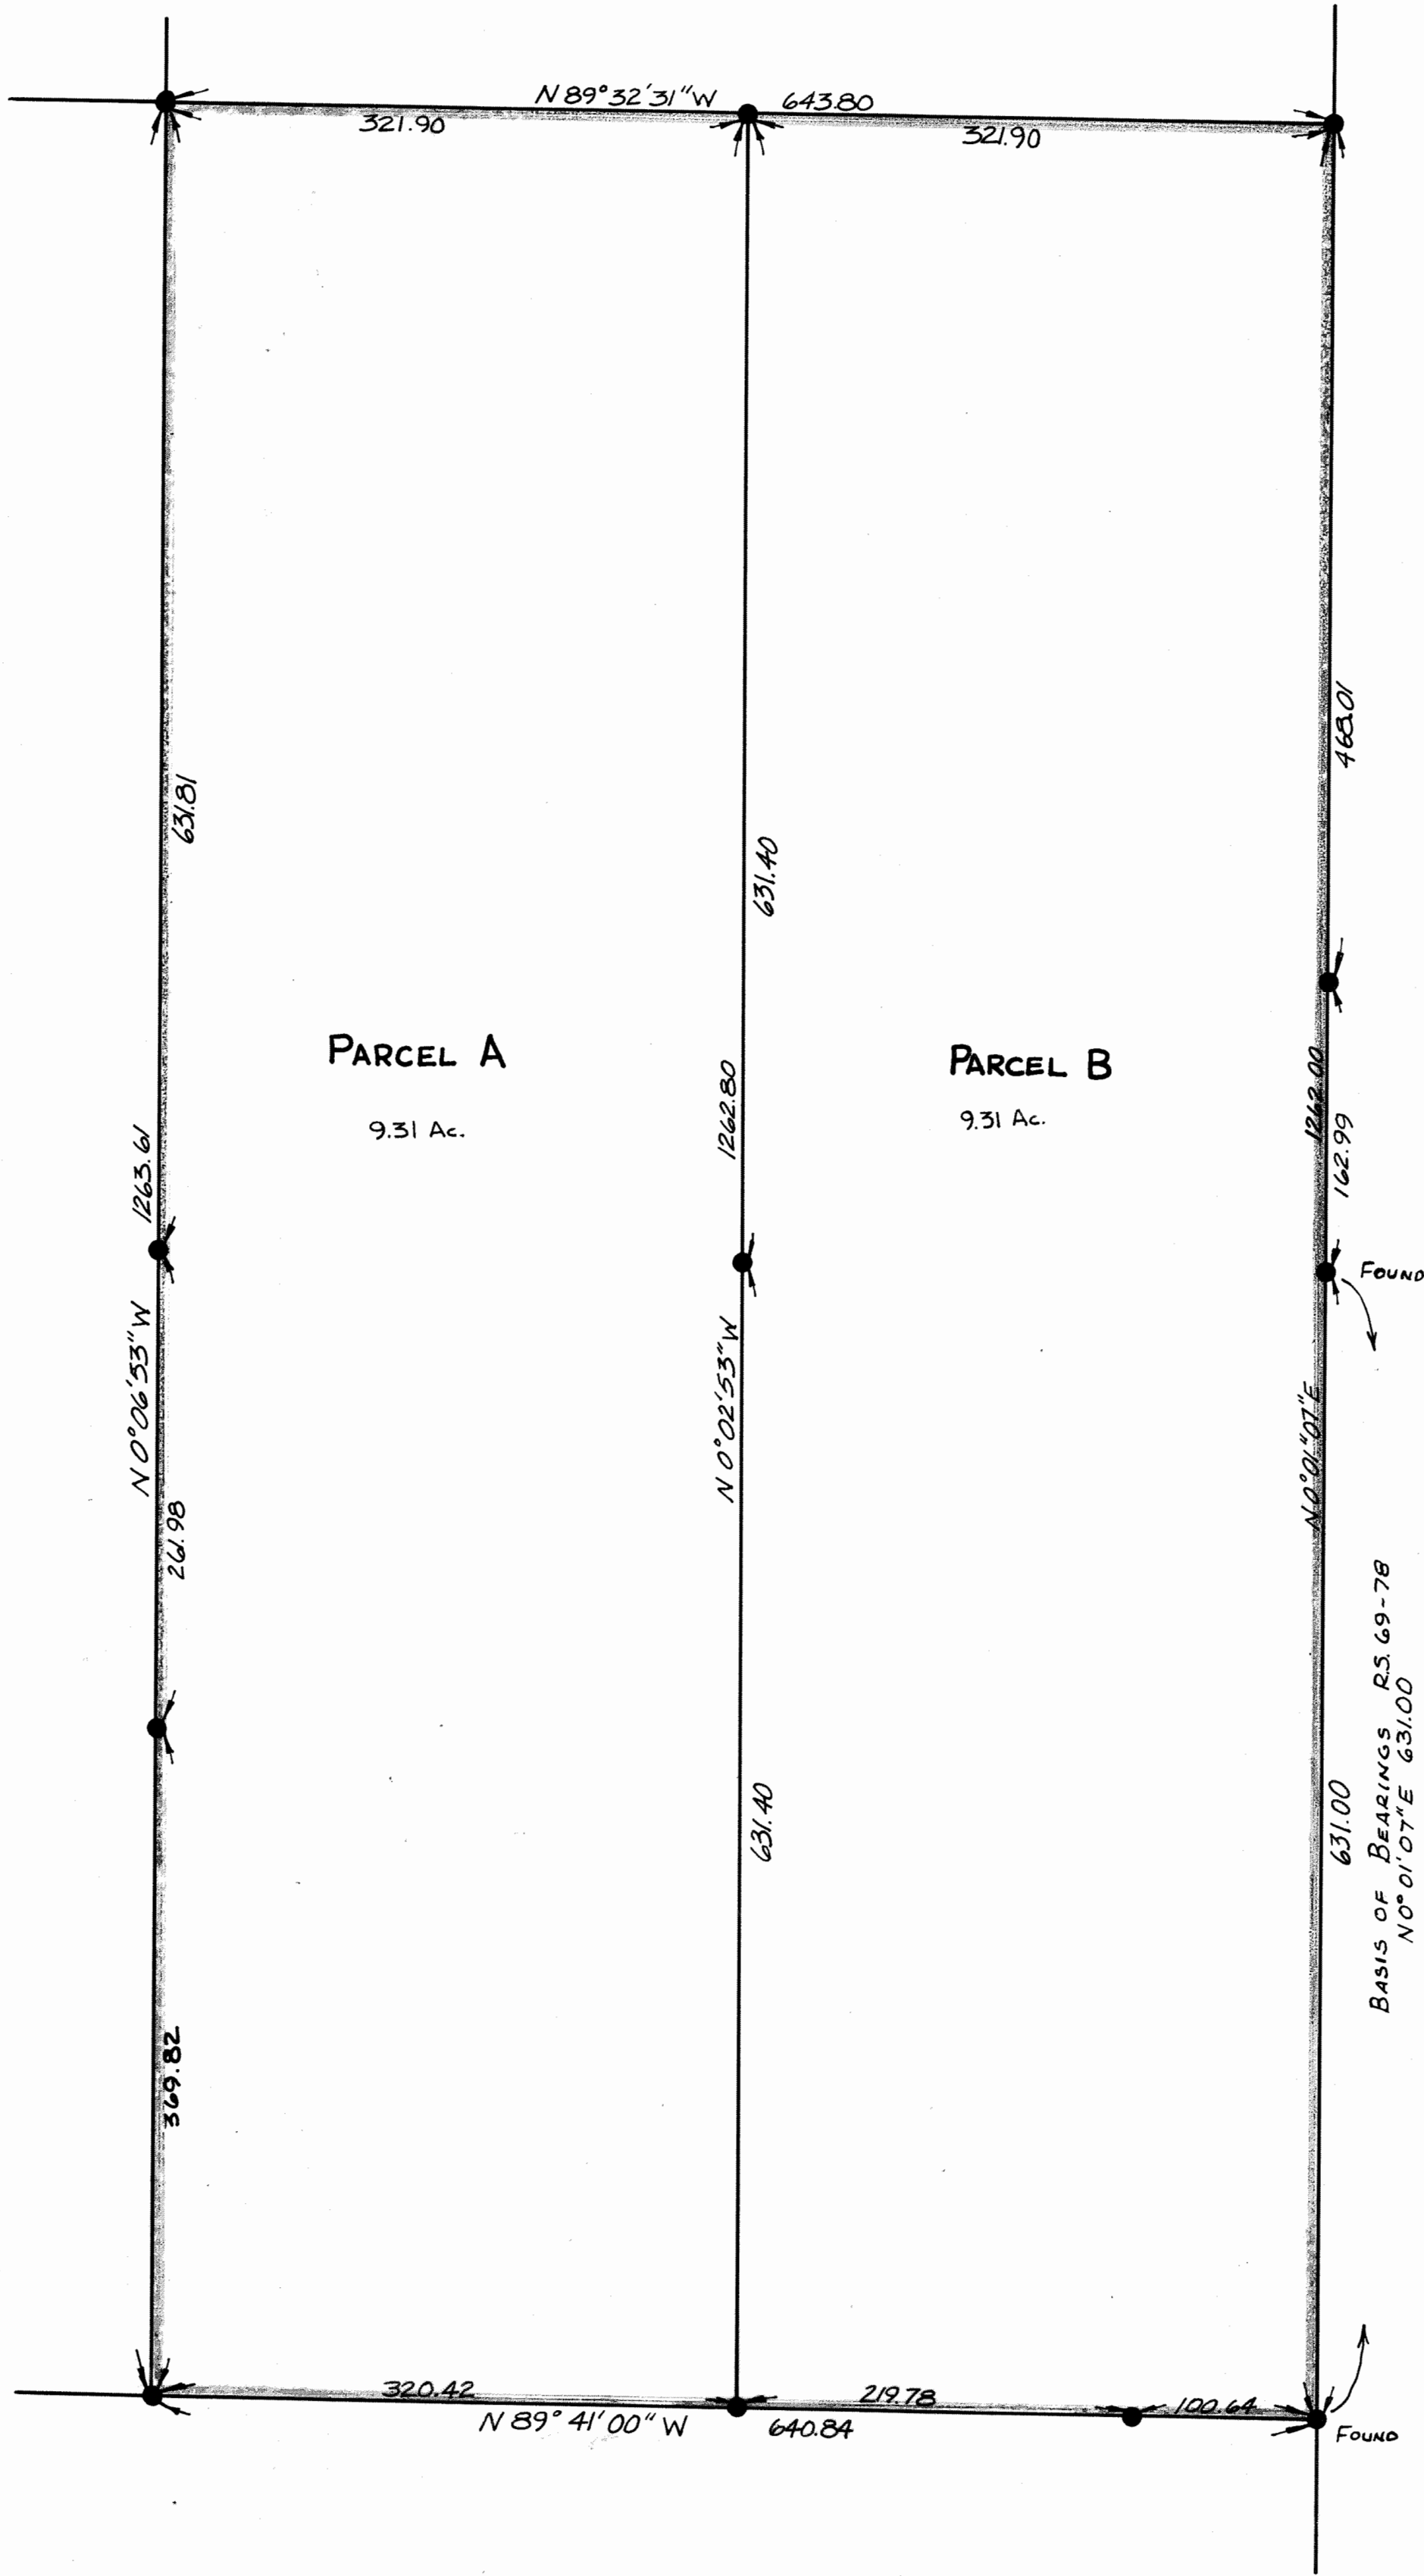 N 89°32'31"W 643.80
321.90
321.90
468.01
631.81
631.40
PARCEL A
9.31 Ac.
PARCEL B
9.31 Ac.
1263.61
1262.80
1262.00
162.99
FOUND
N 0°06'53"W
N 0°02'53"W
N 0°01"07"E
261.98
BASIS OF BEARINGS R.S. 69-78
N 0° 01' 07" E 631.00
631.40
631.00
369.82
320.42
219.78
100.64
N 89° 41' 00" W 640.84
FOUND